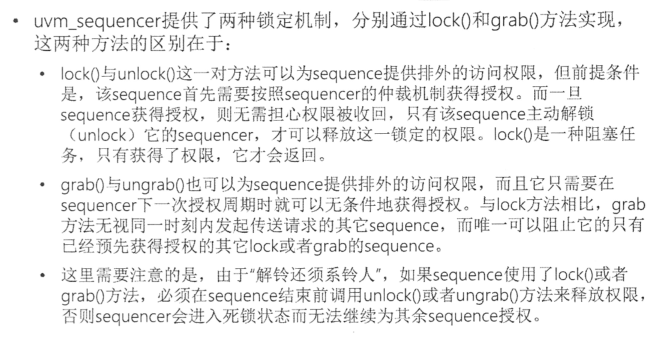 • uvm_sequencer提供了两种锁定机制，分别通过lock()和grab()方法实现，
这两种方法的区别在于：
• lock()与unlock()这一对方法可以为sequence提供排外的访问权限，但前提条件
是，该sequence首先需要按照sequencer的仲裁机制获得授权。而一旦
sequence获得授权，则无需担心权限被收回，只有该sequence主动解锁
（unlock）它的sequencer，才可以释放这一锁定的权限。lock()是一种阻塞任
务，只有获得了权限，它才会返回。
• grab()与ungrab()也可以为sequence提供排外的访问权限，而且它只需要在
sequencer下一次授权周期时就可以无条件地获得授权。与lock方法相比，grab
方法无视同一时刻内发起传送请求的其它sequence，而唯一可以阻止它的只有
已经预先获得授权的其它lock或者grab的sequence。
• 这里需要注意的是，由于“解铃还须系铃人”，如果sequence使用了lock()或者
grab()方法，必须在sequence结束前调用unlock()或者ungrab()方法来释放权限，
否则sequencer会进入死锁状态而无法继续为其余sequence授权。